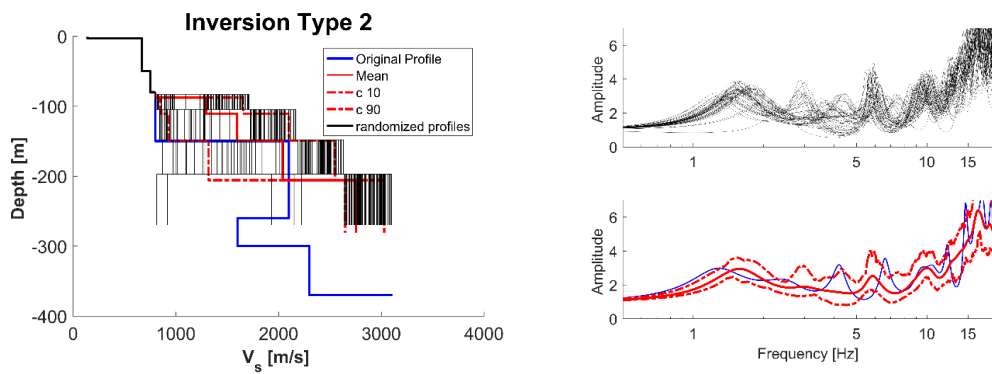 Inversion Type 2
0
-100
-200
-300
-400
Depth [m]
0
1000
2000
3000
4000
V_s [m/s]
Original Profile
Mean
c 10
c 90
randomized profiles
6
4
2
0
Amplitude
1
5
10
15
6
4
2
0
Amplitude
1
5
10
15
Frequency [Hz]